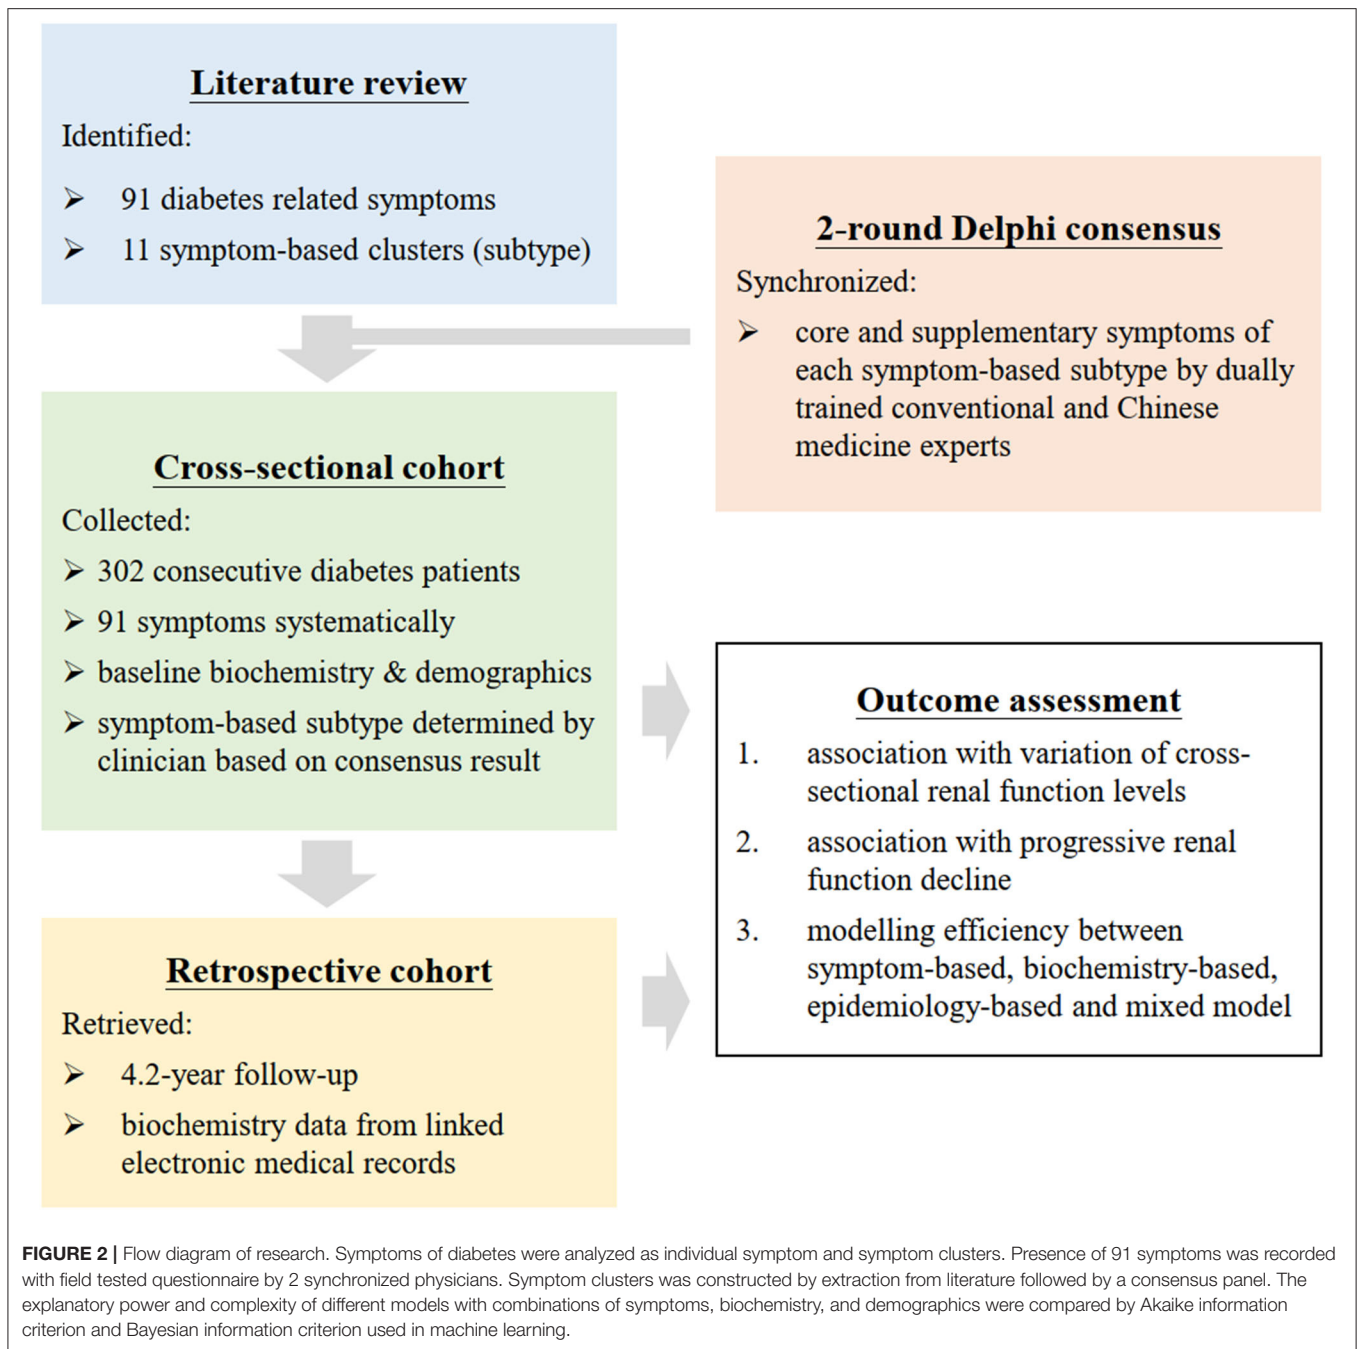 Literature review
Identified:
➢ 91 diabetes related symptoms
➢ 11 symptom-based clusters (subtype)
2-round Delphi consensus
Synchronized:
➢ core and supplementary symptoms of
each symptom-based subtype by dually
trained conventional and Chinese
medicine experts
Cross-sectional cohort
Collected:
➢ 302 consecutive diabetes patients
➢ 91 symptoms systematically
➢ baseline biochemistry & demographics
➢ symptom-based subtype determined by
clinician based on consensus result
Outcome assessment
1. association with variation of cross-
sectional renal function levels
2. association with progressive renal
function decline
3. modelling efficiency between
symptom-based, biochemistry-based,
epidemiology-based and mixed model
Retrospective cohort
Retrieved:
➢ 4.2-year follow-up
➢ biochemistry data from linked
electronic medical records
FIGURE 2 | Flow diagram of research. Symptoms of diabetes were analyzed as individual symptom and symptom clusters. Presence of 91 symptoms was recorded
with field tested questionnaire by 2 synchronized physicians. Symptom clusters was constructed by extraction from literature followed by a consensus panel. The
explanatory power and complexity of different models with combinations of symptoms, biochemistry, and demographics were compared by Akaike information
criterion and Bayesian information criterion used in machine learning.